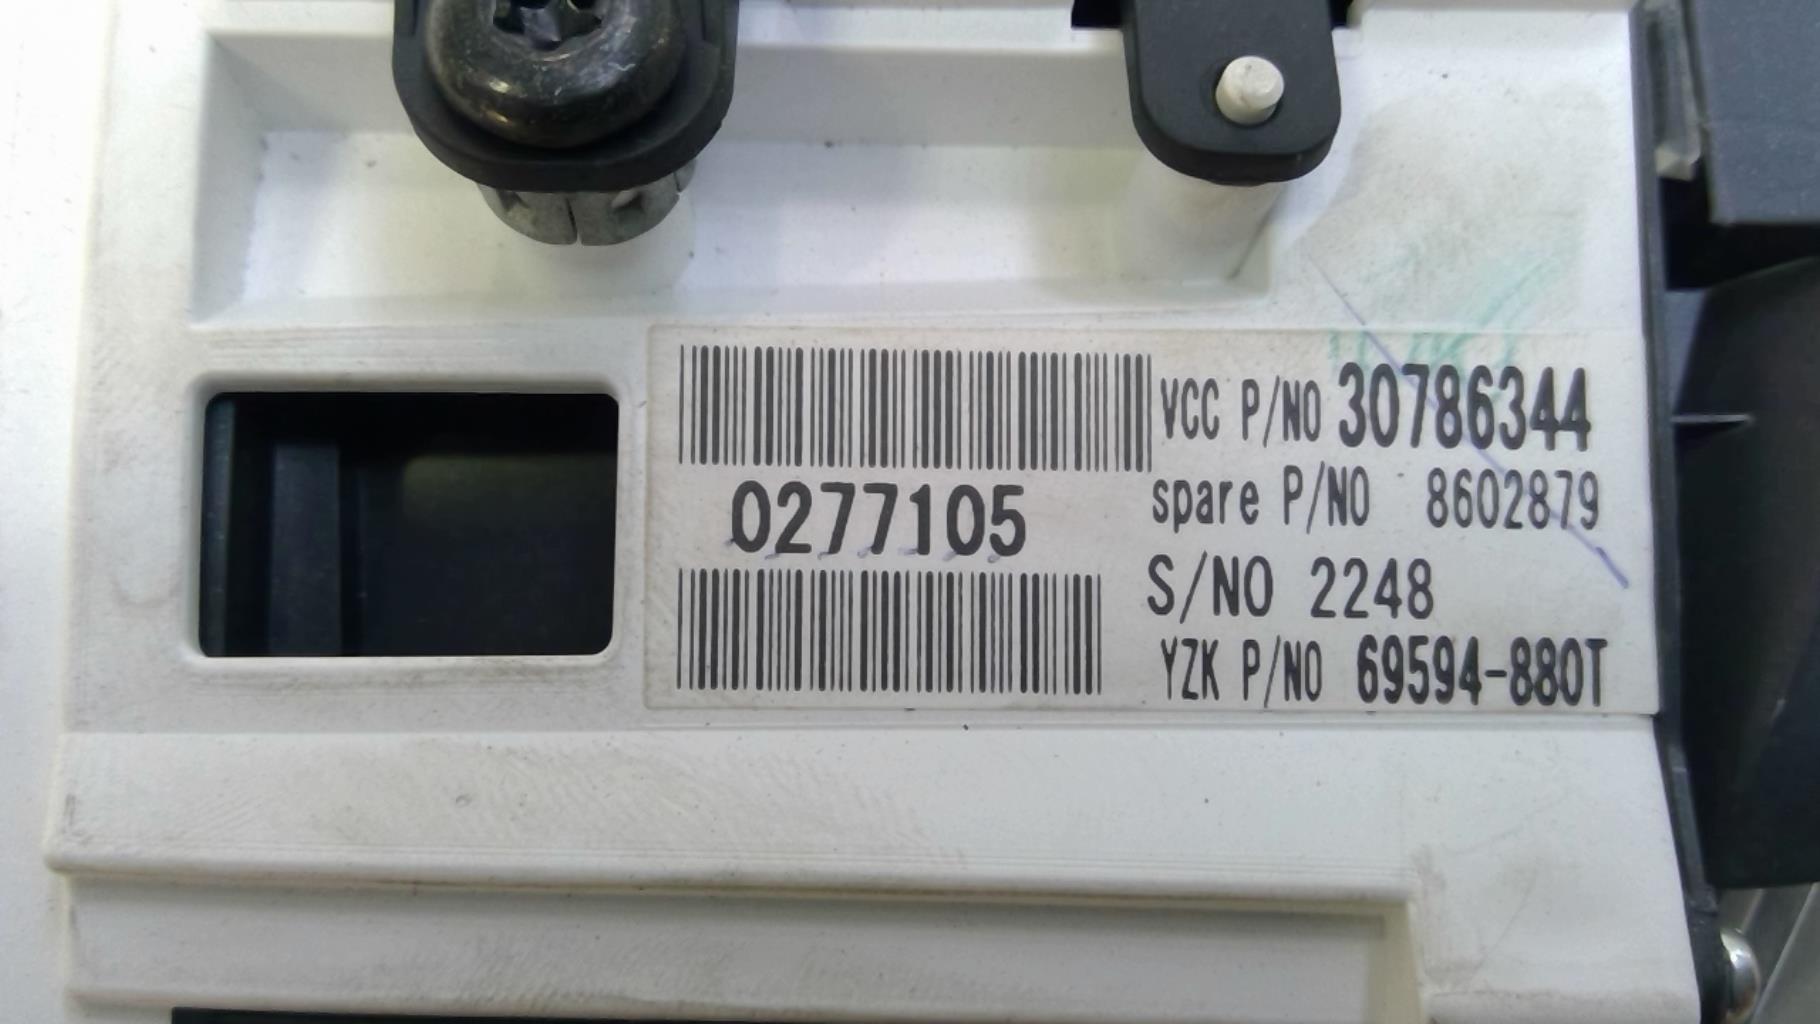 VCC P/NO 30786344
0277105
spare P/NO 8602879
S/NO 2248
YZK P/NO 69594-880T